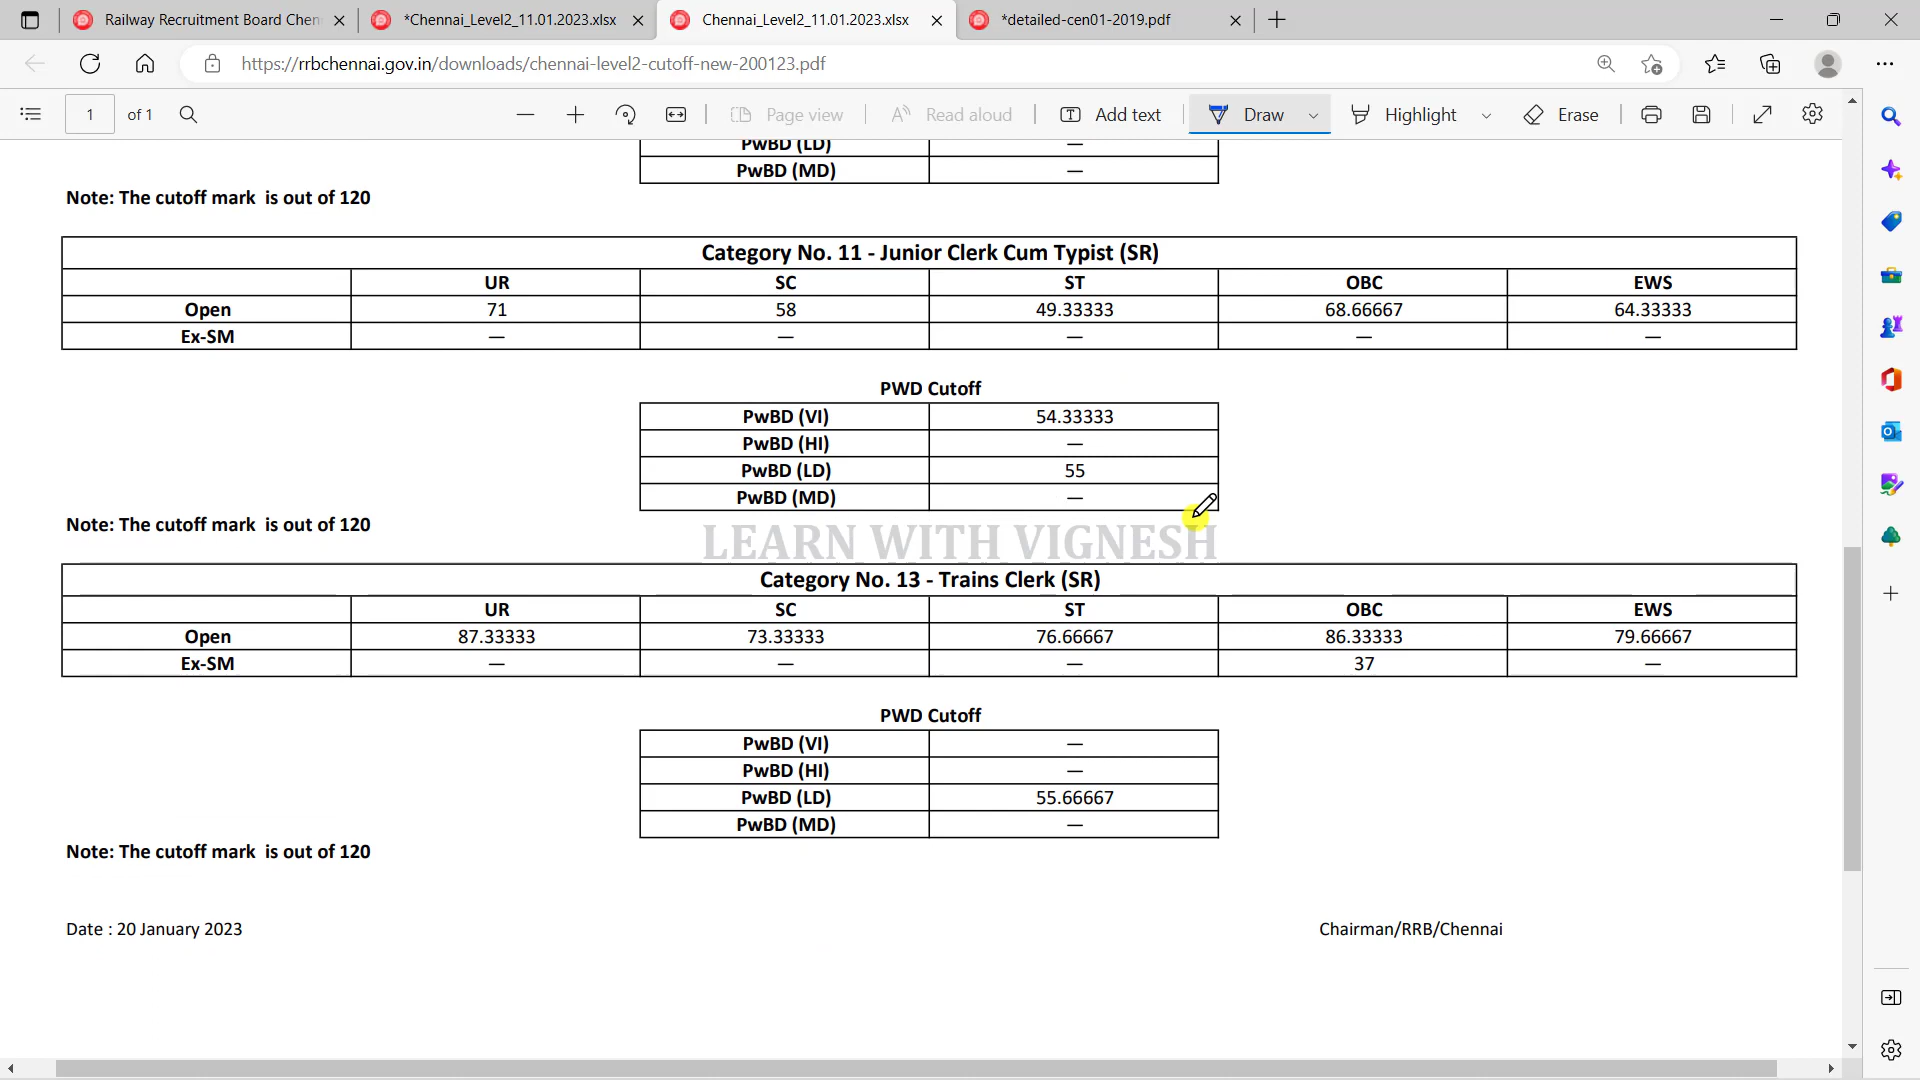 Railway Recruitment Board Chen
*Chennai_Level2_11.01.2023.xlsx
Chennai_Level2_11.01.2023.xlsx
*detailed-cen01-2019.pdf
https://rrbchennai.gov.in/downloads/chennai-level2-cutoff-new-200123.pdf
1 of 1 Page view Read aloud Add text Draw Highlight Erase
PwBD (LD) —
PwBD (MD) —
Note: The cutoff mark is out of 120
Category No. 11 - Junior Clerk Cum Typist (SR)
UR SC ST OBC EWS
Open 71 58 49.33333 68.66667 64.33333
Ex-SM — — — — —
PWD Cutoff
PwBD (VI) 54.33333
PwBD (HI) —
PwBD (LD) 55
PwBD (MD) —
Note: The cutoff mark is out of 120
LEARN WITH VIGNESH
Category No. 13 - Trains Clerk (SR)
UR SC ST OBC EWS
Open 87.33333 73.33333 76.66667 86.33333 79.66667
Ex-SM — — — 37 —
PWD Cutoff
PwBD (VI) —
PwBD (HI) —
PwBD (LD) 55.66667
PwBD (MD) —
Note: The cutoff mark is out of 120
Date : 20 January 2023 Chairman/RRB/Chennai